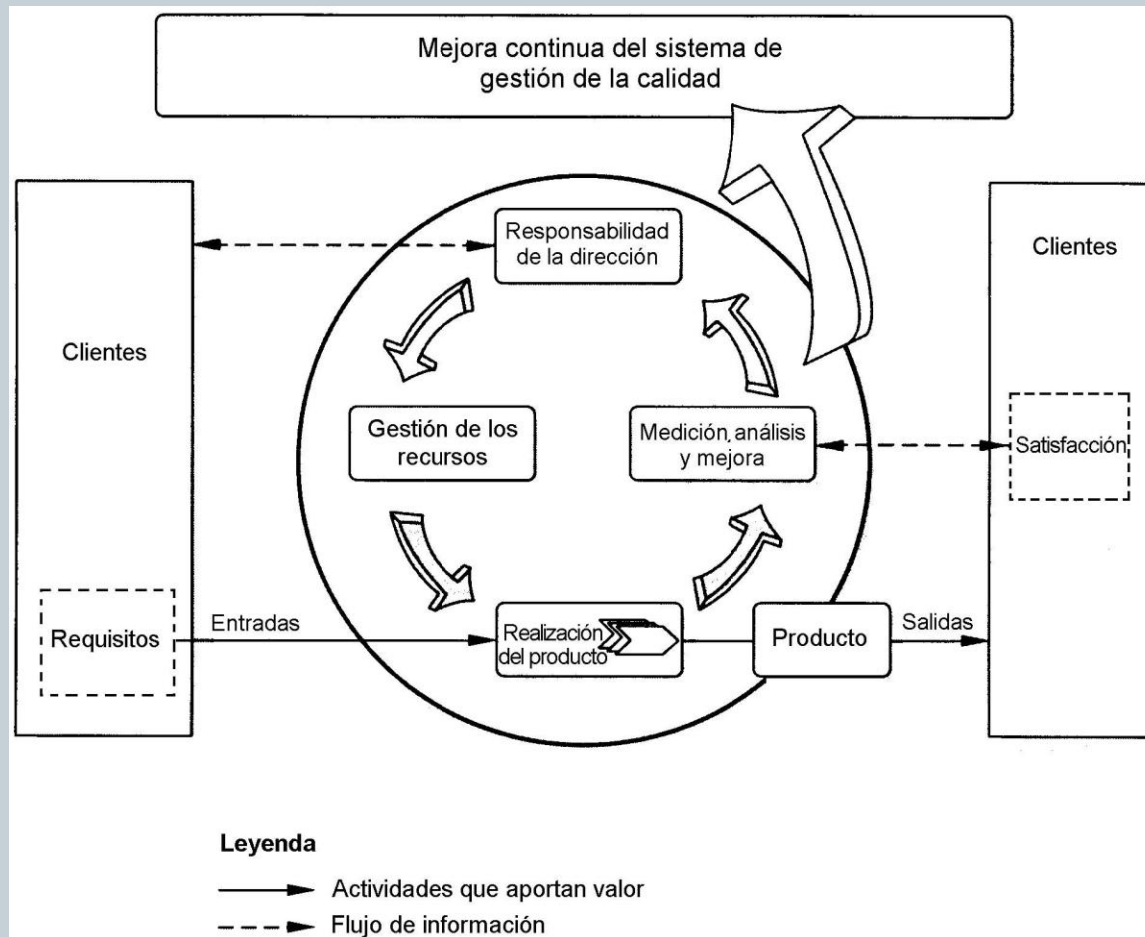 Mejora continua del sistema de
gestión de la calidad
Clientes
Responsabilidad
de la dirección
Clientes
Gestión de los
recursos
Medición, análisis
y mejora
Satisfacción
Requisitos
Entradas
Realización
del producto
Producto
Salidas
Leyenda
Actividades que aportan valor
Flujo de información